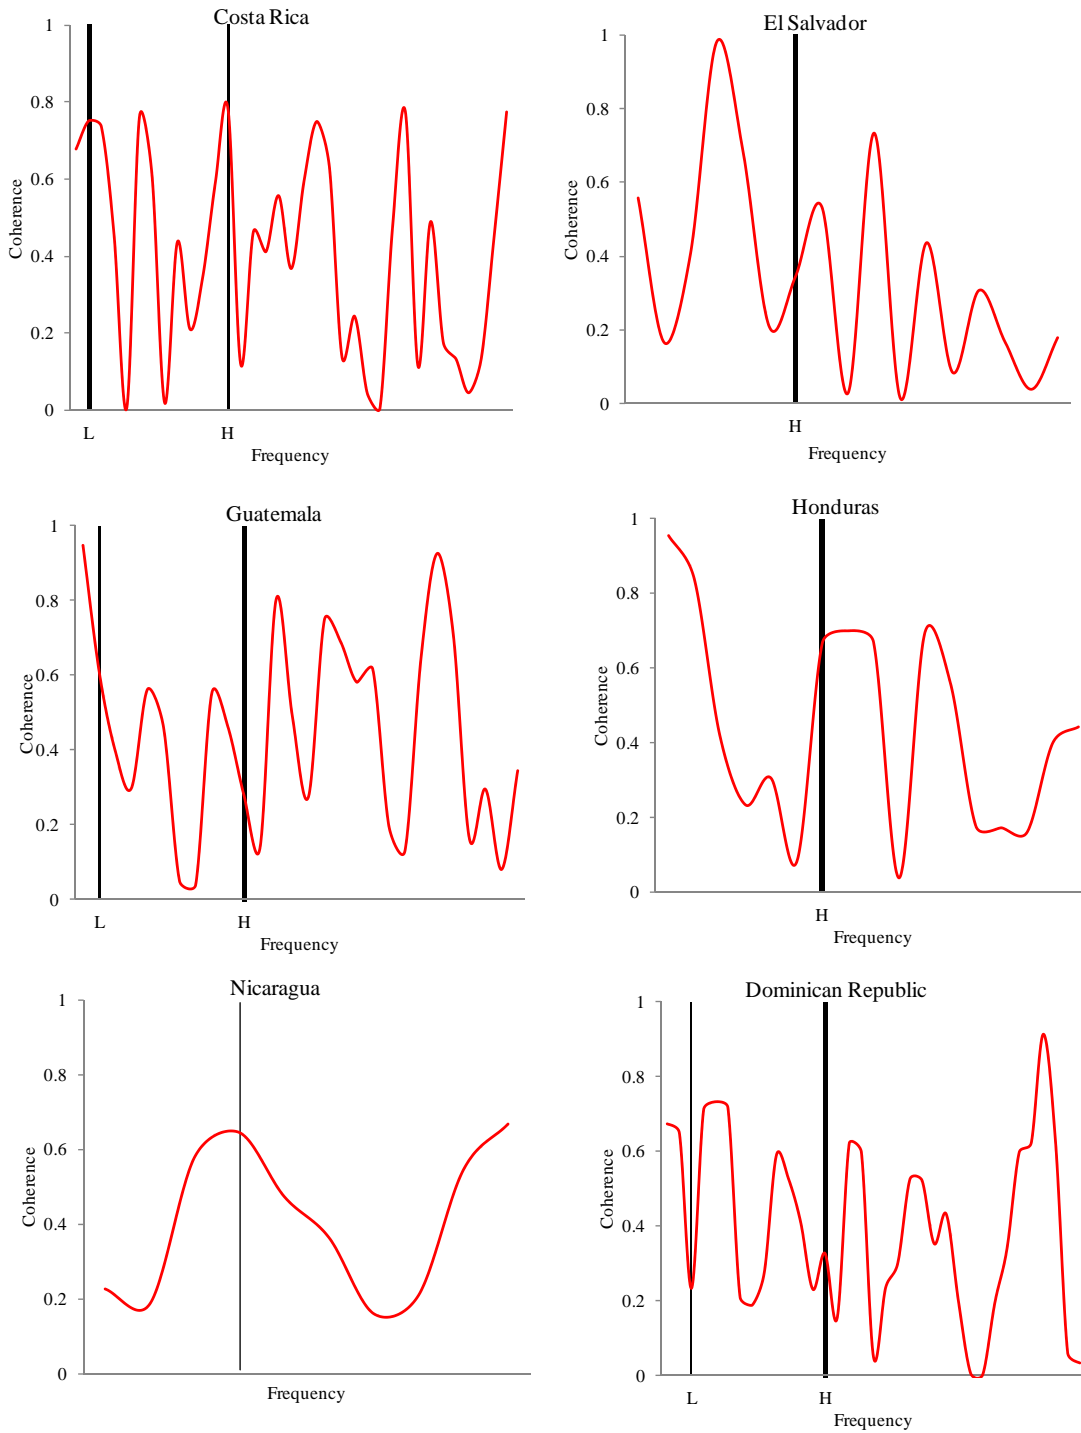 Costa Rica
1
0.8
0.6
0.4
0.2
0
Coherence
L
H
Frequency
El Salvador
1
0.8
0.6
0.4
0.2
0
Coherence
H
Frequency
Guatemala
1
0.8
0.6
0.4
0.2
0
Coherence
L
H
Frequency
Honduras
1
0.8
0.6
0.4
0.2
0
Coherence
H
Frequency
Nicaragua
1
0.8
0.6
0.4
0.2
0
Coherence
Frequency
Dominican Republic
1
0.8
0.6
0.4
0.2
0
Coherence
L
H
Frequency